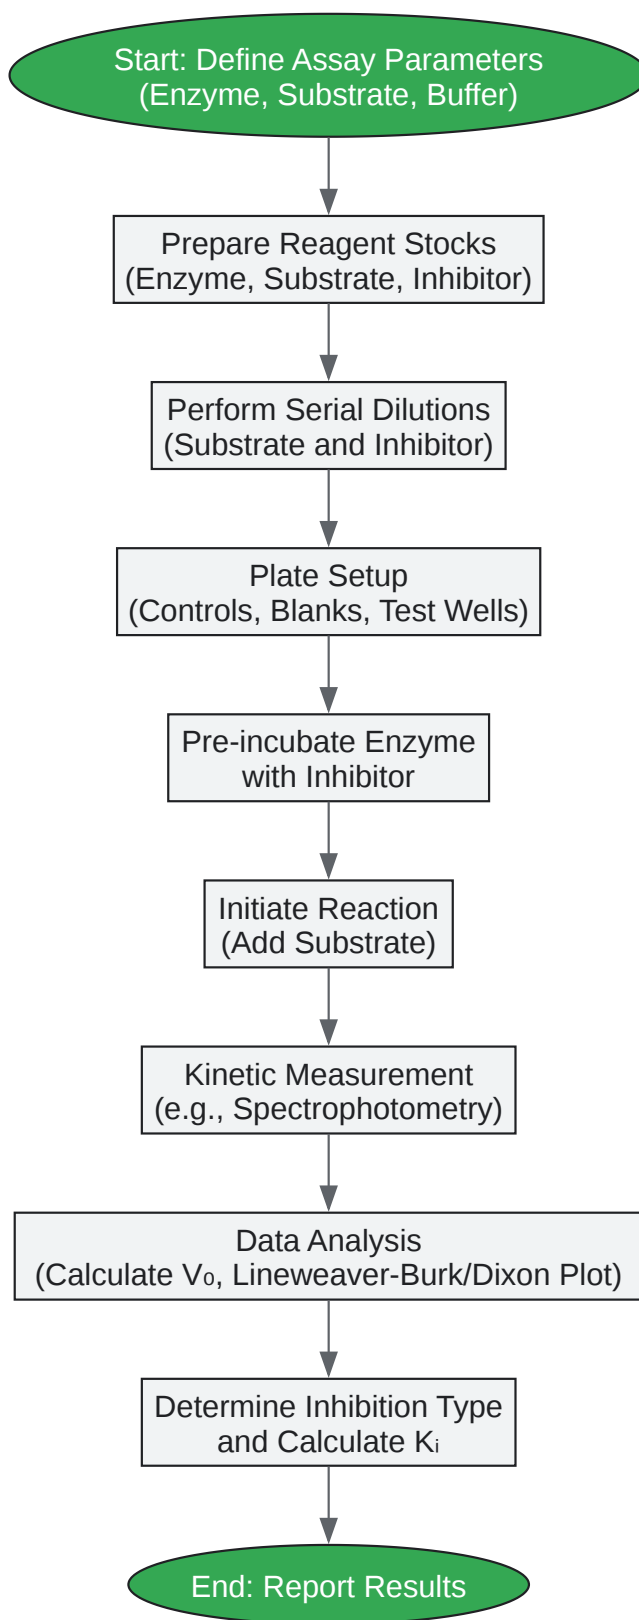 Start: Define Assay Parameters
(Enzyme, Substrate, Buffer)
Prepare Reagent Stocks
(Enzyme, Substrate, Inhibitor)
Perform Serial Dilutions
(Substrate and Inhibitor)
Plate Setup
(Controls, Blanks, Test Wells)
Pre-incubate Enzyme
with Inhibitor
Initiate Reaction
(Add Substrate)
Kinetic Measurement
(e.g., Spectrophotometry)
Data Analysis
(Calculate V₀, Lineweaver-Burk/Dixon Plot)
Determine Inhibition Type
and Calculate Kᵢ
End: Report Results